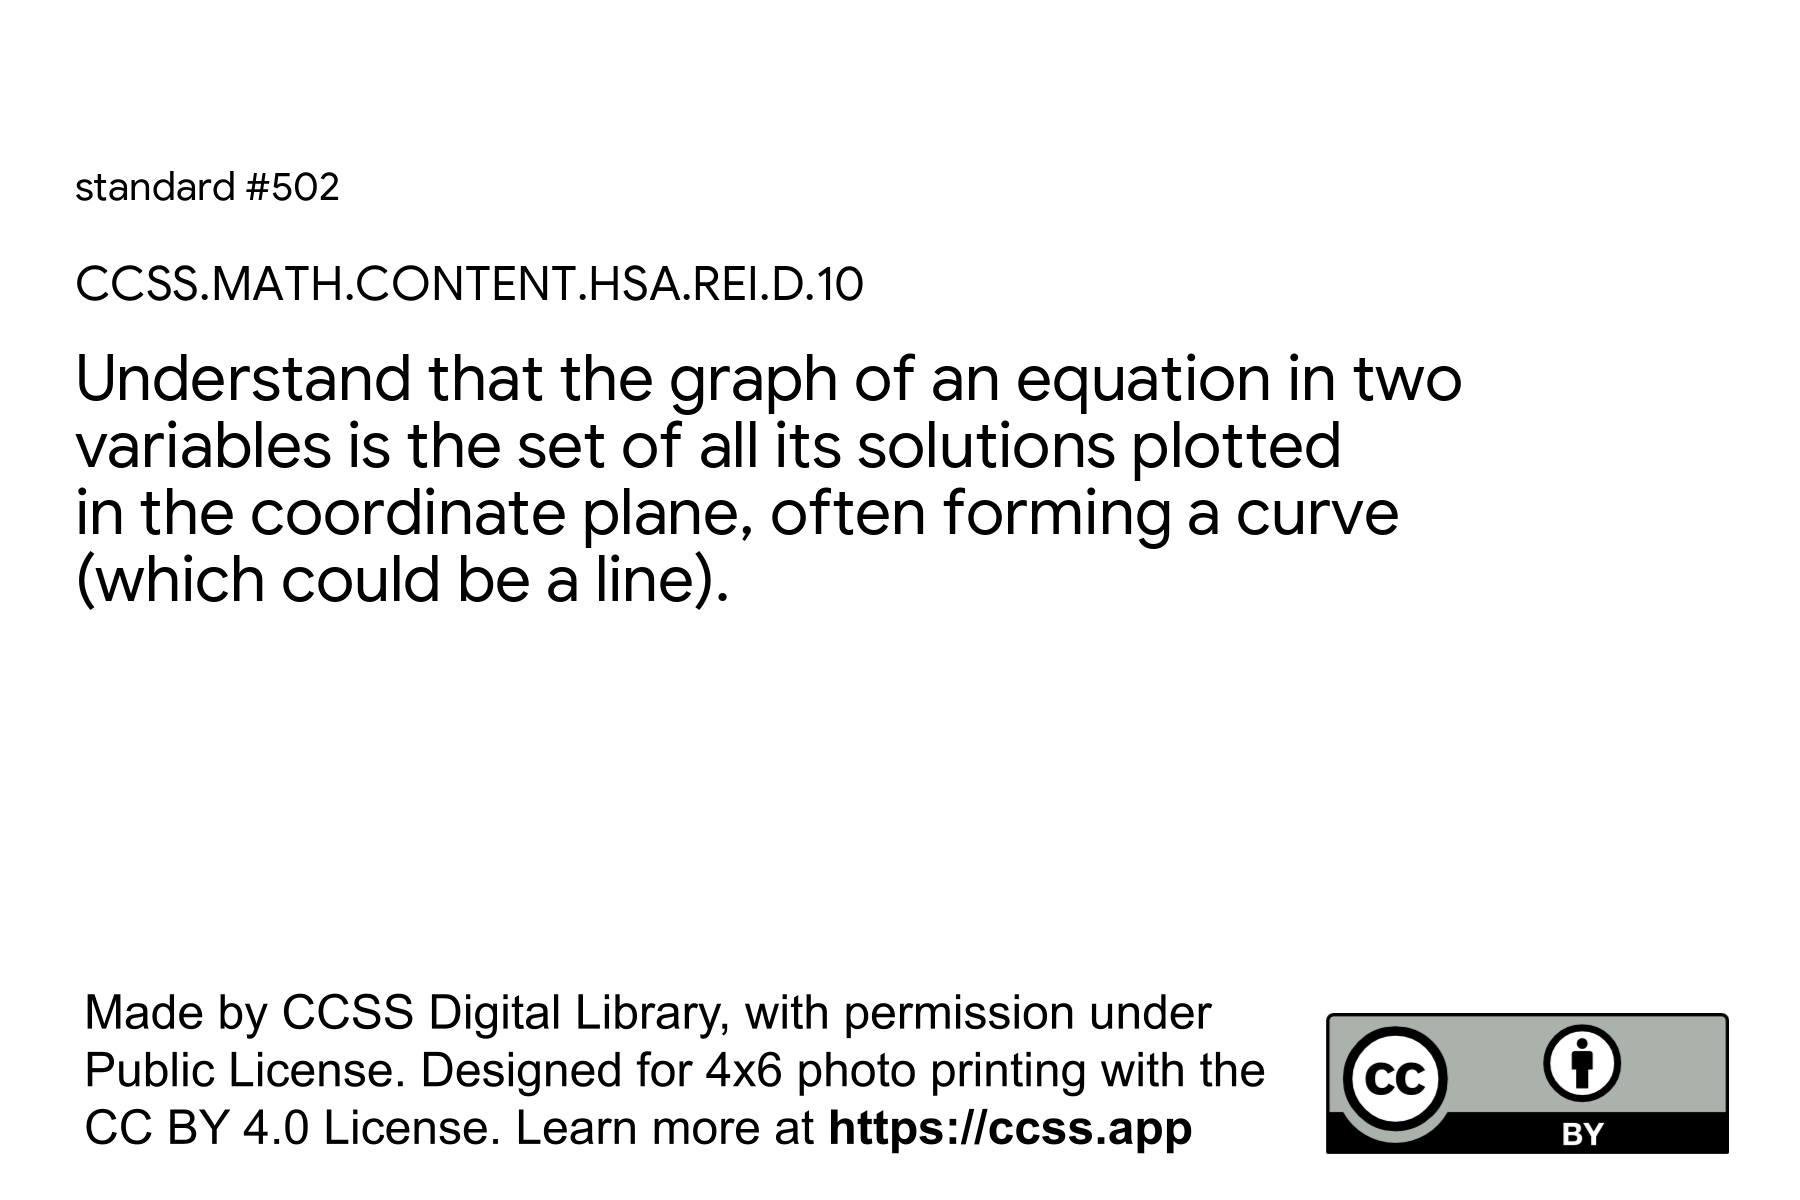 standard #502
CCSS.MATH.CONTENT.HSA.REI.D.10
Understand that the graph of an equation in two
variables is the set of all its solutions plotted
in the coordinate plane, often forming a curve
(which could be a line).
Made by CCSS Digital Library, with permission under
Public License. Designed for 4x6 photo printing with the
CC BY 4.0 License. Learn more at https://ccss.app
CC
BY